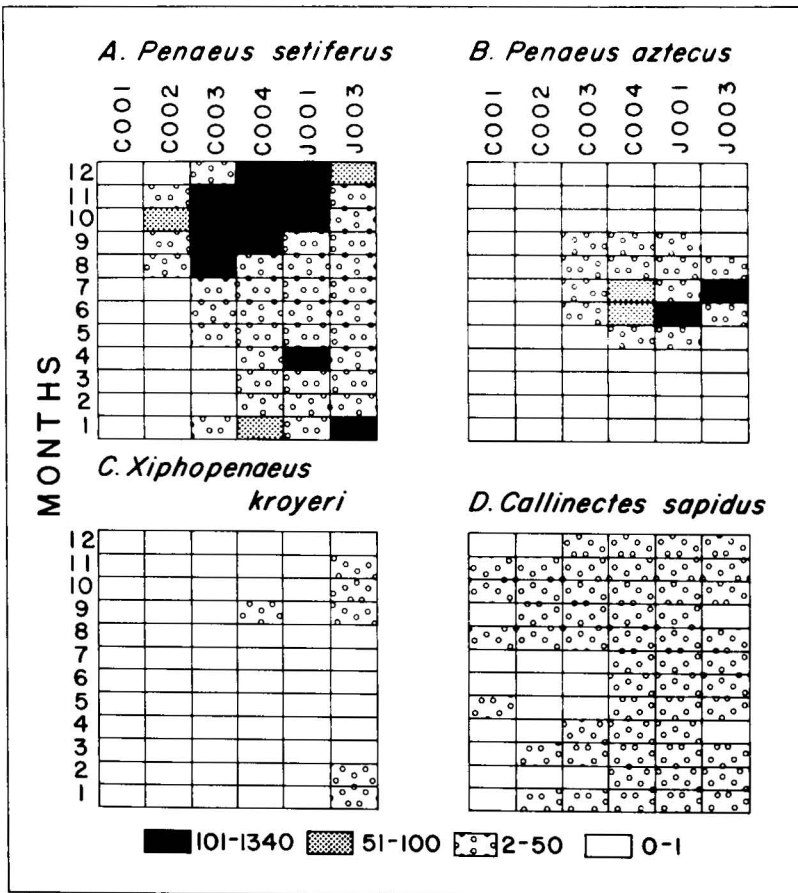 A. Penaeus setiferus
B. Penaeus aztecus
C001 C002 C003 C004 J001 J003
C001 C002 C003 C004 J001 J003
MONTHS
12
11
10
9
8
7
6
5
4
3
2
1
C. Xiphopenaeus
kroyeri
D. Callinectes sapidus
12
11
10
9
8
7
6
5
4
3
2
1
101-1340 51-100 2-50 0-1